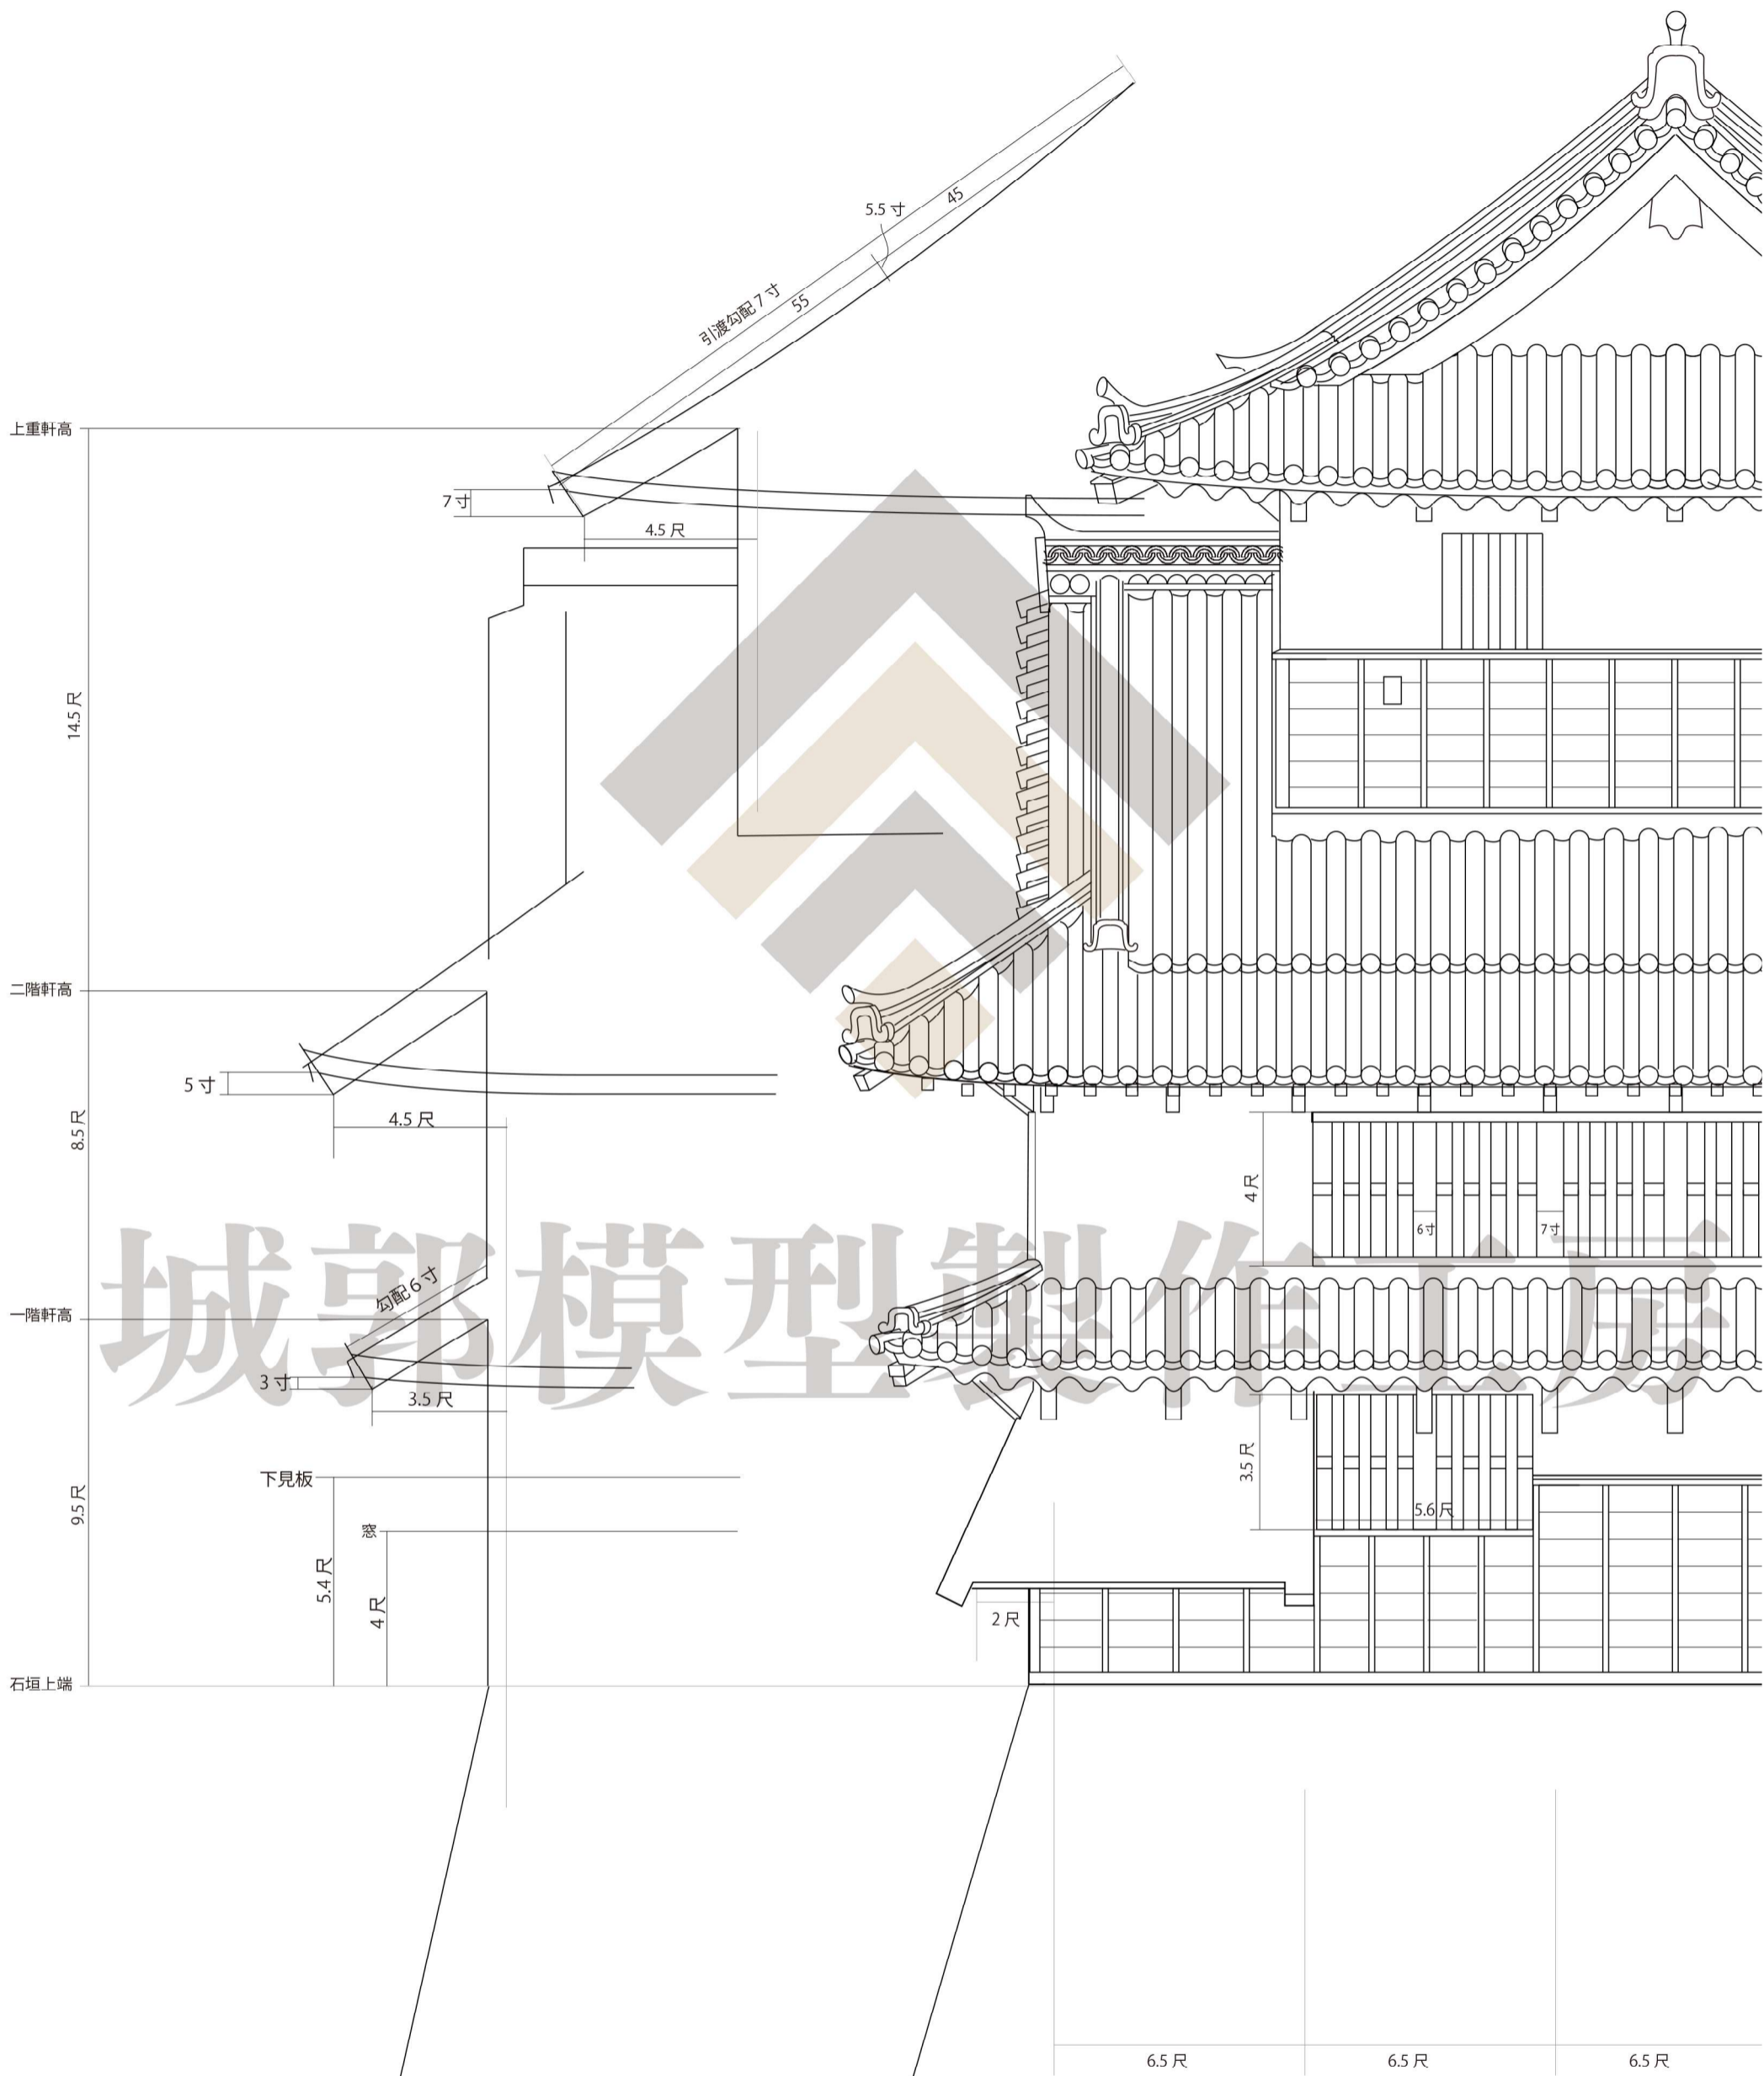 5.5 寸
45
引渡勾配 7 寸
55
上重軒高
7 寸
4.5 尺
14.5 尺
二階軒高
5 寸
4.5 尺
8.5 尺
4 尺
6 寸
7 寸
城郭模型製作工房
勾配 6 寸
一階軒高
3 寸
3.5 尺
下見板
3.5 尺
9.5 尺
5.6 尺
窓
5.4 尺
4 尺
2 尺
石垣上端
6.5 尺
6.5 尺
6.5 尺